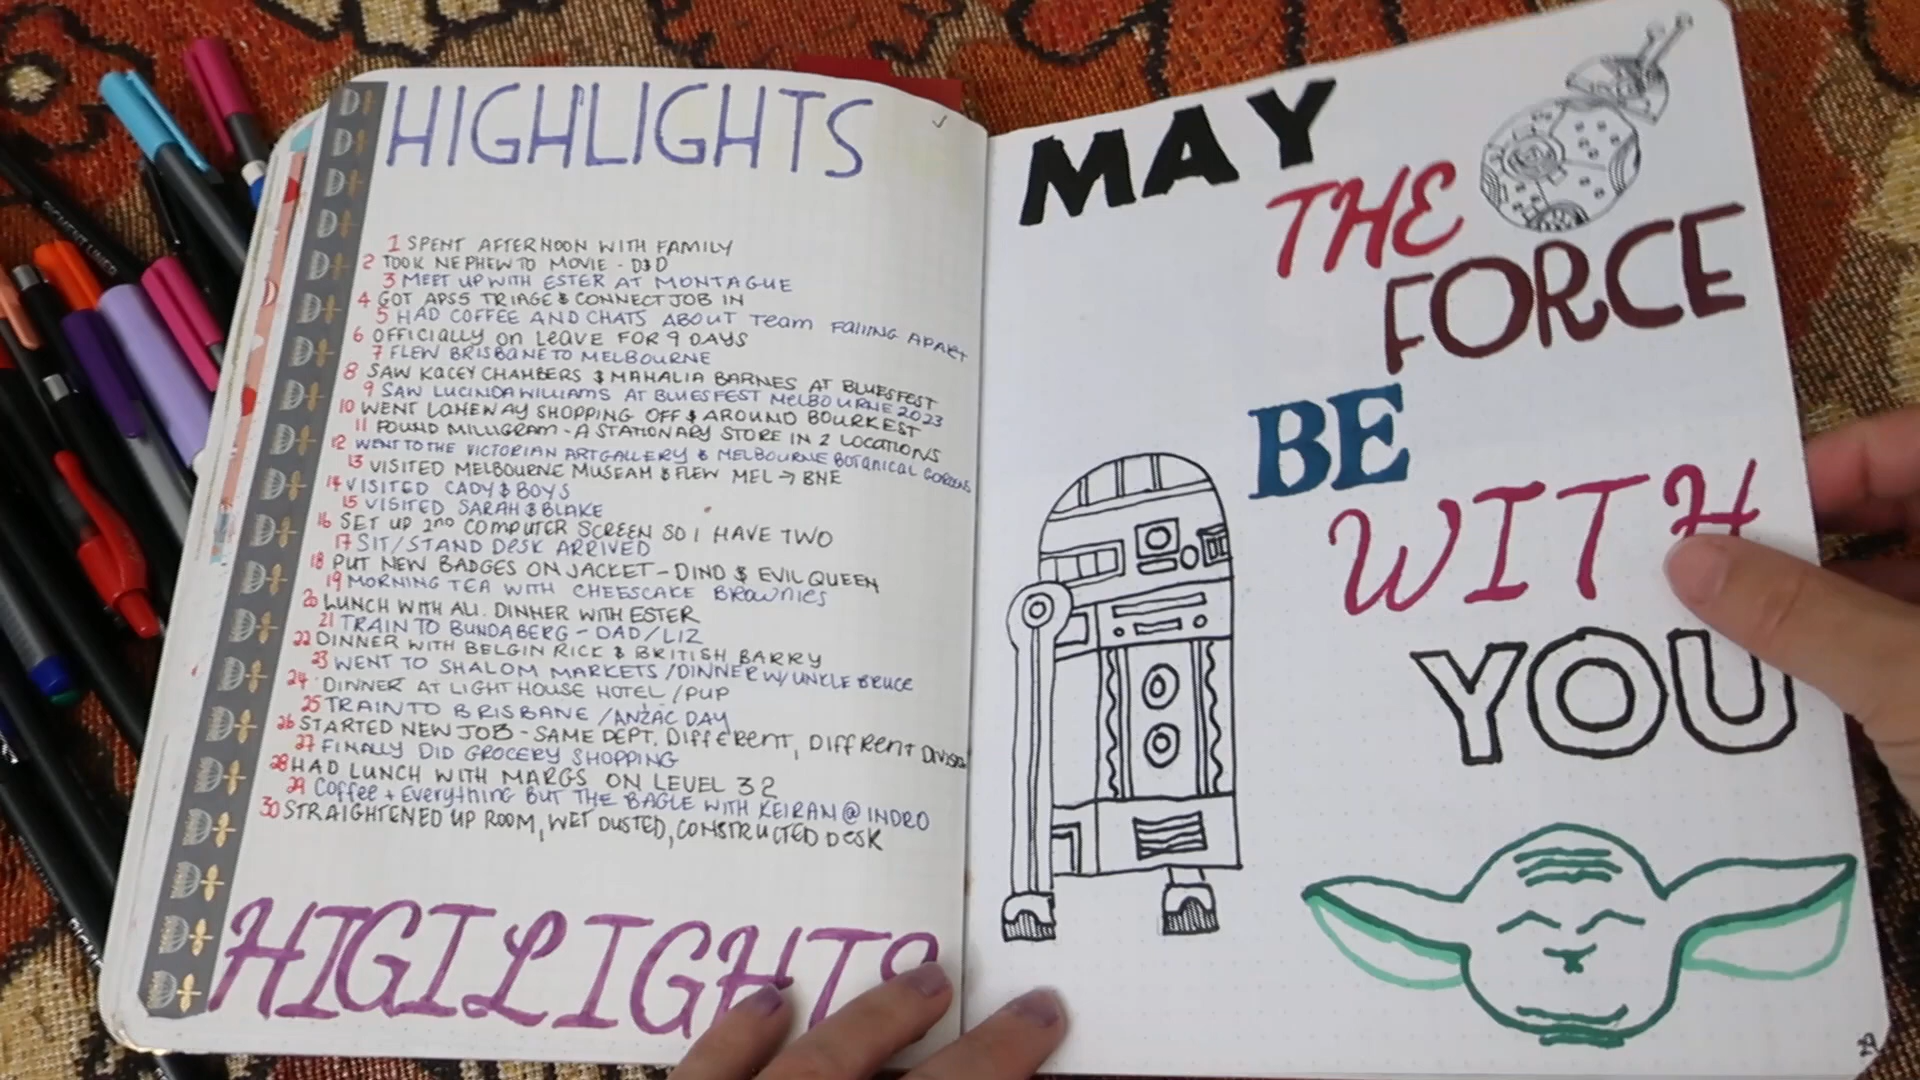 HIGHLIGHTS
1 SPENT AFTERNOON WITH FAMILY
2 TOOK NEPHEW TO MOVIE - D&D
3 MEET UP WITH ESTER AT MONTAGUE
4 GOT APS5 TRIAGE & CONNECT JOB IN
5 HAD COFFEE AND CHATS ABOUT Team Falling APART
6 OFFICIALLY ON LEAVE FOR 9 DAYS
7 FLEW BRISBANE TO MELBOURNE
8 SAW KACEY CHAMBERS & MAHALIA BARNES AT BLUESFEST
9 SAW LUCINDA WILLIAMS AT BLUESFEST MELBOURNE 2023
10 WENT LANEWAY SHOPPING OFF & AROUND BOURKEST
11 FOUND MILLIGRAM - A STATIONARY STORE IN 2 LOCATIONS
12 WENT TO THE VICTORIAN ART GALLERY & MELBOURNE BOTANICAL GORDENS
13 VISITED MELBOURNE MUSEAM & FLEW MEL → BNE
14 VISITED CADY & BOYS
15 VISITED SARAH & BLAKE
16 SET UP 2nd COMPUTER SCREEN SO I HAVE TWO
17 SIT/STAND DESK ARRIVED
18 PUT NEW BADGES ON JACKET - DINO & EVIL QUEEN
19 MORNING TEA WITH CHEESCAKE BROWNIES
20 LUNCH WITH ALI. DINNER WITH ESTER
21 TRAIN TO BUNDABERG - DAD/LIZ
22 DINNER WITH BELGIN RICK & BRITISH BARRY
23 WENT TO SHALOM MARKETS /DINNER W/ UNKLE BRUCE
24 DINNER AT LIGHT HOUSE HOTEL /PUP
25 TRAIN TO BRISBANE /ANZAC DAY
26 STARTED NEW JOB - SAME DEPT. DIFFERENT, DIFFRENT
27 FINALLY DID GROCERY SHOPPING
28 HAD LUNCH WITH MARGS ON LEVEL 32
29 Coffee + Everything BUT THE BAGLE WITH KEIRAN @ INDRO
30 STRAIGHTENED UP ROOM, WET DUSTED, CONSTRUCTED DESK
HIGILIGHTS
MAY
THE
FORCE
BE
WITH
YOU
29